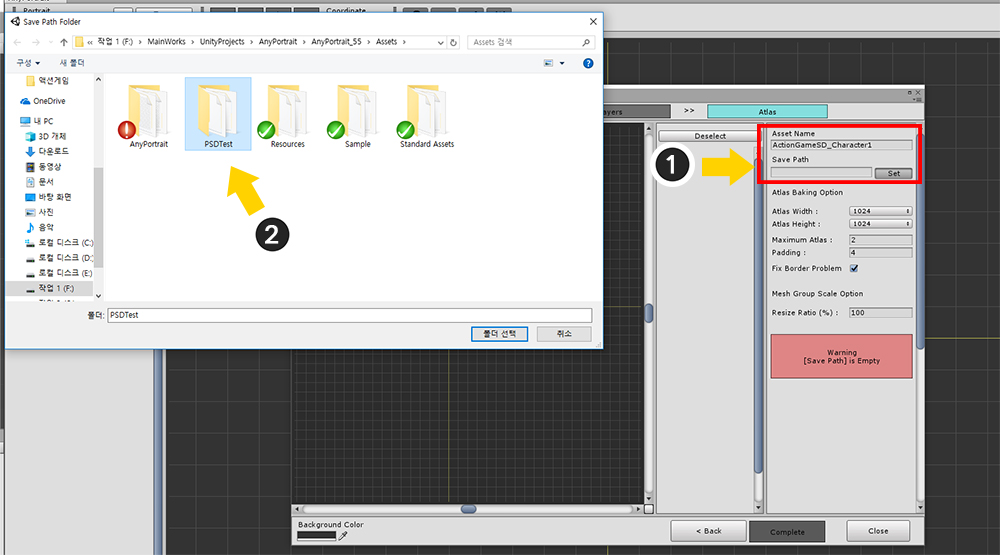 Portrait
Coordinate
Save Path Folder
작업 1 (F:) > MainWorks > UnityProjects > AnyPortrait > AnyPortrait_55 > Assets >
Assets 검색
구성 새 폴더
액션게임
OneDrive
내 PC
3D 개체
다운로드
동영상
문서
바탕 화면
사진
음악
로컬 디스크 (C:)
로컬 디스크 (D:)
로컬 디스크 (E:)
작업 1 (F:)
AnyPortrait
PSDTest
Resources
Sample
Standard Assets
2
폴더: PSDTest
폴더 선택 취소
>> Atlas
Deselect
1
Asset Name
ActionGameSD_Character1
Save Path
Set
Atlas Baking Option
Atlas Width : 1024
Atlas Height : 1024
Maximum Atlas : 2
Padding : 4
Fix Border Problem
Mesh Group Scale Option
Resize Ratio (%) : 100
Warning
[Save Path] is Empty
Background Color
< Back Complete Close